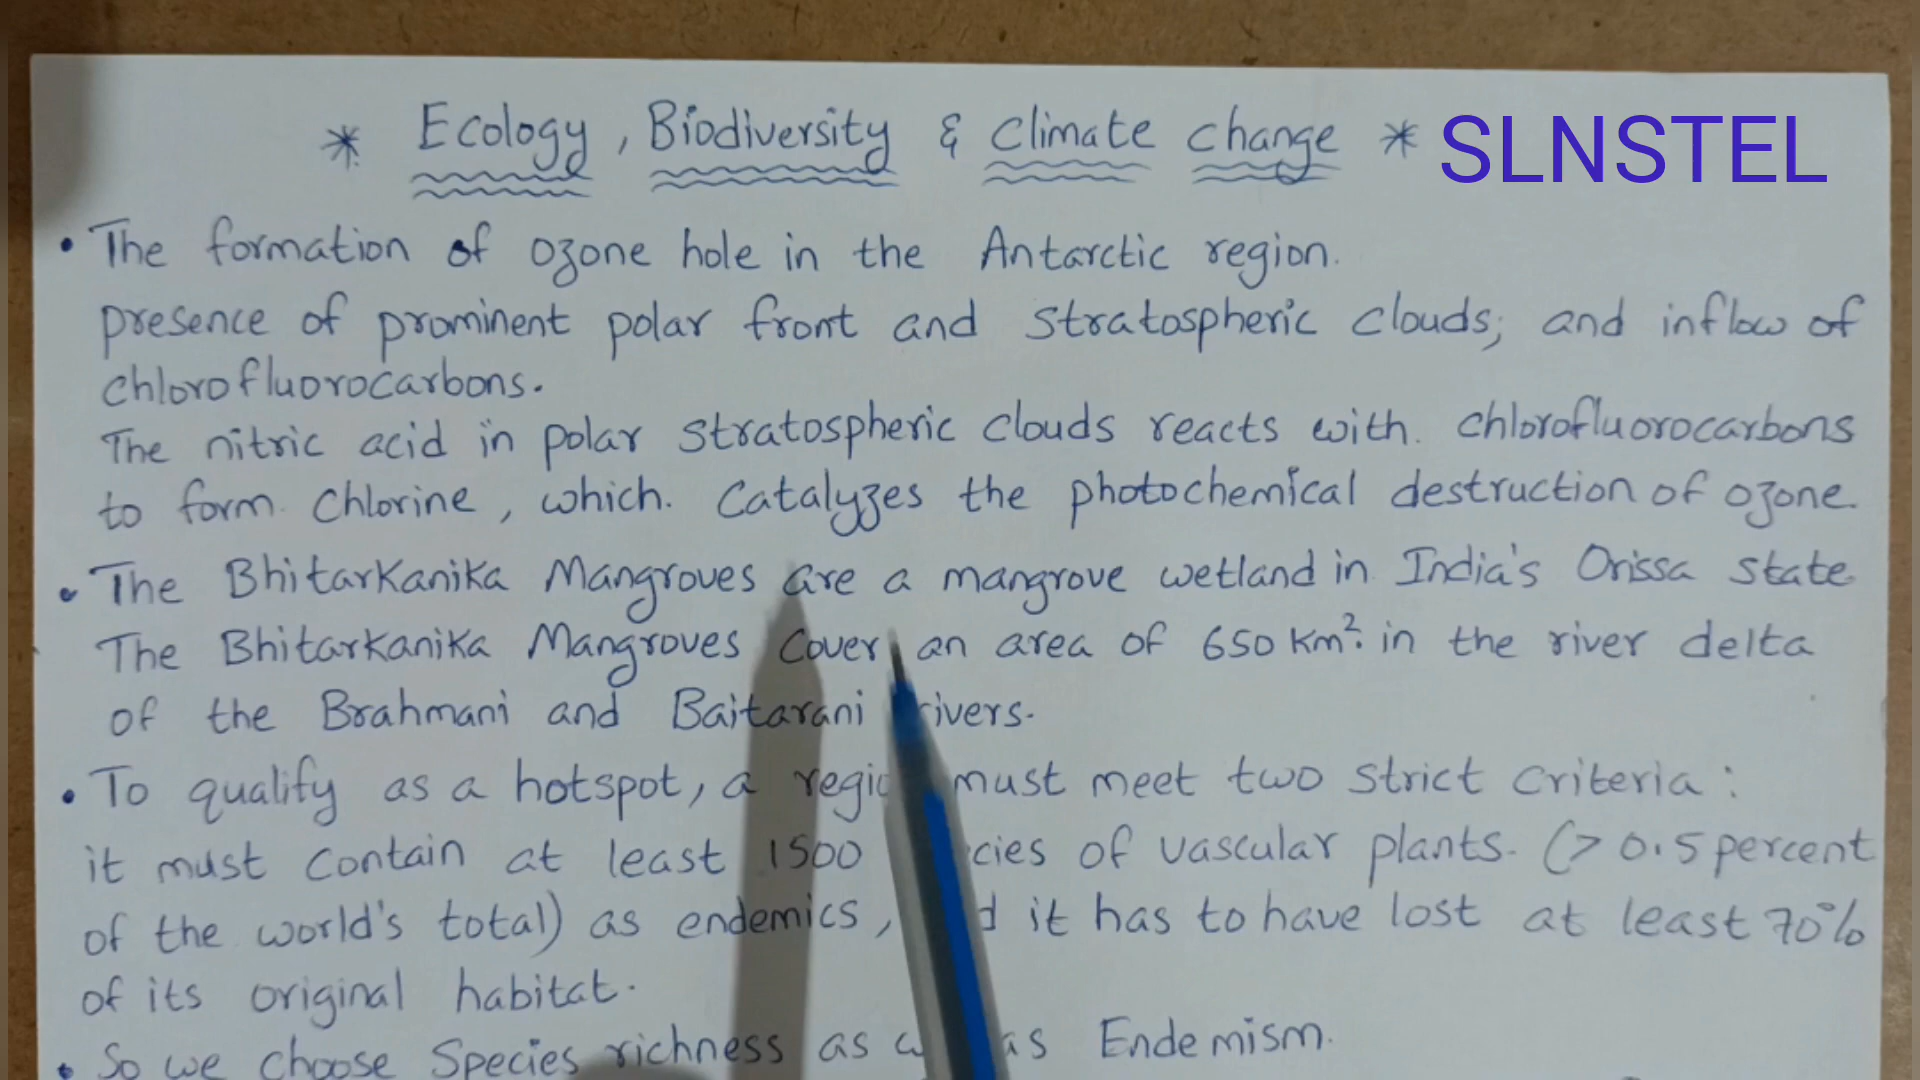 * Ecology, Biodiversity & Climate change * SLNSTEL
• The formation of ozone hole in the Antarctic region.
presence of prominent polar front and stratospheric clouds; and inflow of
chlorofluorocarbons.
The nitric acid in polar stratospheric clouds reacts with. chlorofluorocarbons
to form chlorine, which. catalyzes the photochemical destruction of ozone.
• The Bhitarkanika Mangroves are a mangrove wetland in India's Orissa state
The Bhitarkanika Mangroves cover an area of 650 km². in the river delta
of the Brahmani and Baitarani rivers.
• To qualify as a hotspot, a regio must meet two strict criteria:
it must contain at least 1500 cies of vascular plants. (> 0.5 percent
of the world's total) as endemics, d it has to have lost at least 70%
of its original habitat.
• So we choose Species richness as as Endemism.